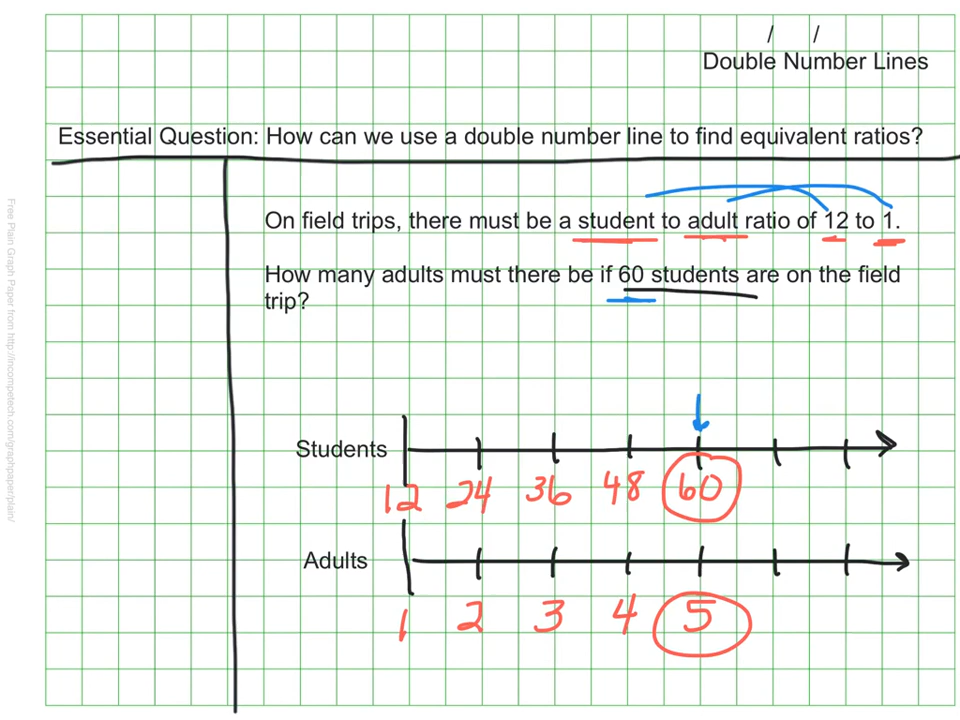 / /
Double Number Lines
Essential Question: How can we use a double number line to find equivalent ratios?
On field trips, there must be a student to adult ratio of 12 to 1.
How many adults must there be if 60 students are on the field
trip?
Students
12 24 36 48 60
Adults
1 2 3 4 5
Free Plain Graph Paper from http://incompetech.com/graphpaper/plain/